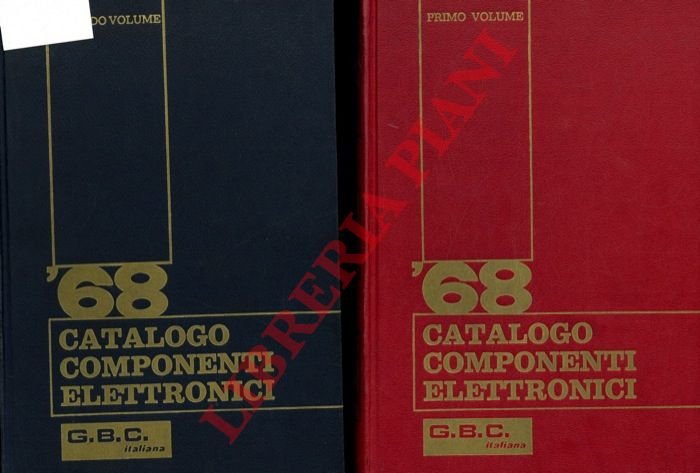 DO VOLUME
'68
CATALOGO
COMPONENTI
ELETTRONICI
G.B.C.
italiana
PRIMO VOLUME
'68
CATALOGO
COMPONENTI
ELETTRONICI
G.B.C.
italiana
LIBRERIA PIANI